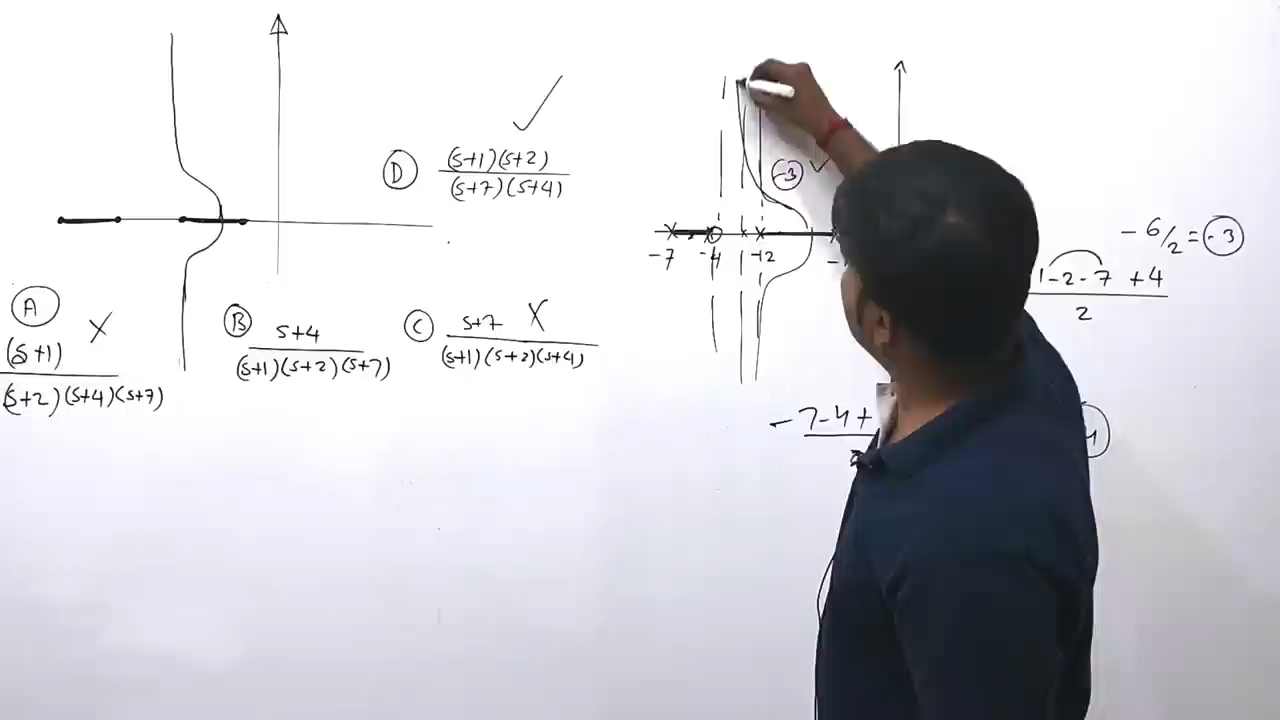 D (s+1)(s+2)
(s+7)(s+4)
A
(s+1)
(s+2)(s+4)(s+7)
B s+4
(s+1)(s+2)(s+7)
C s+7
(s+1)(s+2)(s+4)
-3
-7 -4 -2
-6/2 = -3
1-2-7 +4
2
-7-4+